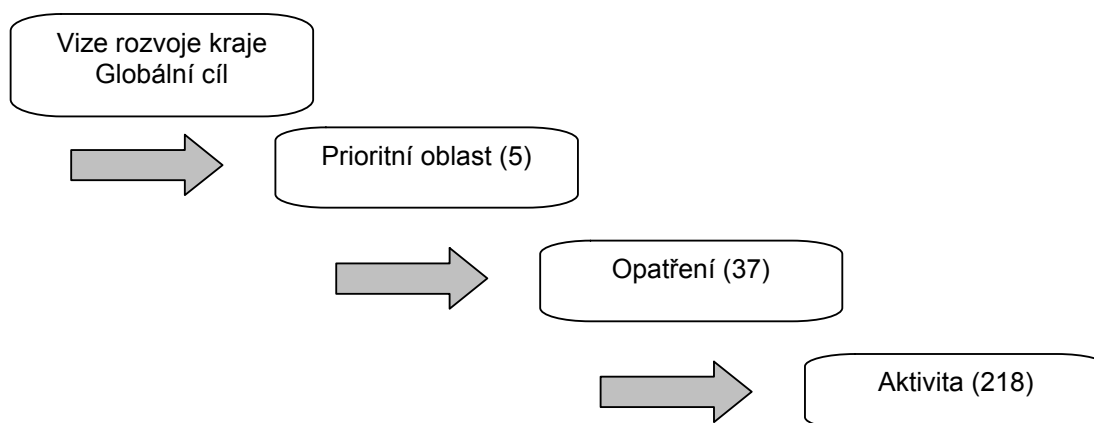 Vize rozvoje kraje
Globální cíl
Prioritní oblast (5)
Opatření (37)
Aktivita (218)